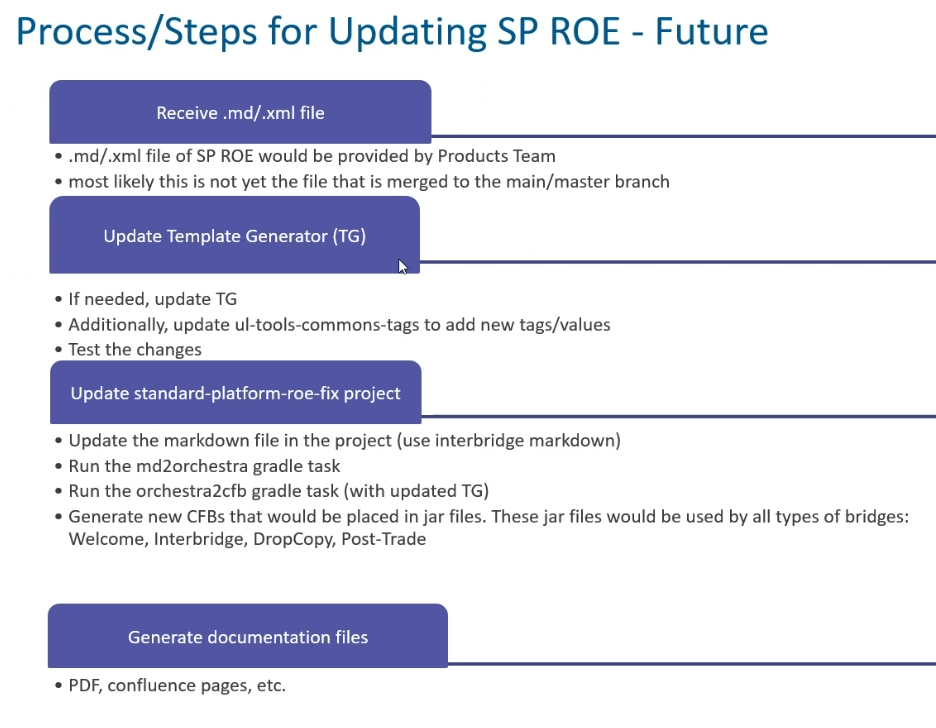 Process/Steps for Updating SP ROE - Future
Receive .md/.xml file
• .md/.xml file of SP ROE would be provided by Products Team
• most likely this is not yet the file that is merged to the main/master branch
Update Template Generator (TG)
• If needed, update TG
• Additionally, update ul-tools-commons-tags to add new tags/values
• Test the changes
Update standard-platform-roe-fix project
• Update the markdown file in the project (use interbridge markdown)
• Run the md2orchestra gradle task
• Run the orchestra2cfb gradle task (with updated TG)
• Generate new CFBs that would be placed in jar files. These jar files would be used by all types of bridges:
Welcome, Interbridge, DropCopy, Post-Trade
Generate documentation files
• PDF, confluence pages, etc.